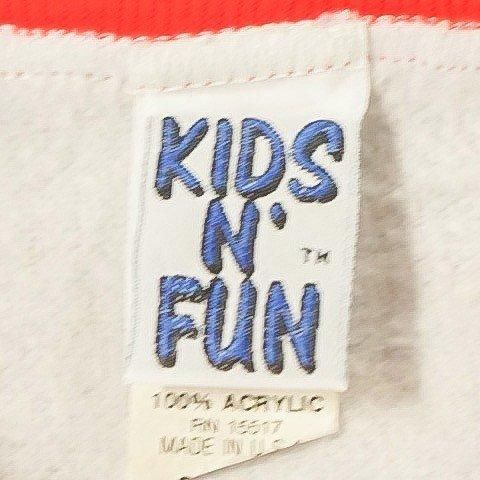 KIDS
N'
TM
FUN
100% ACRYLIC
RN 15517
MADE IN U.S.A